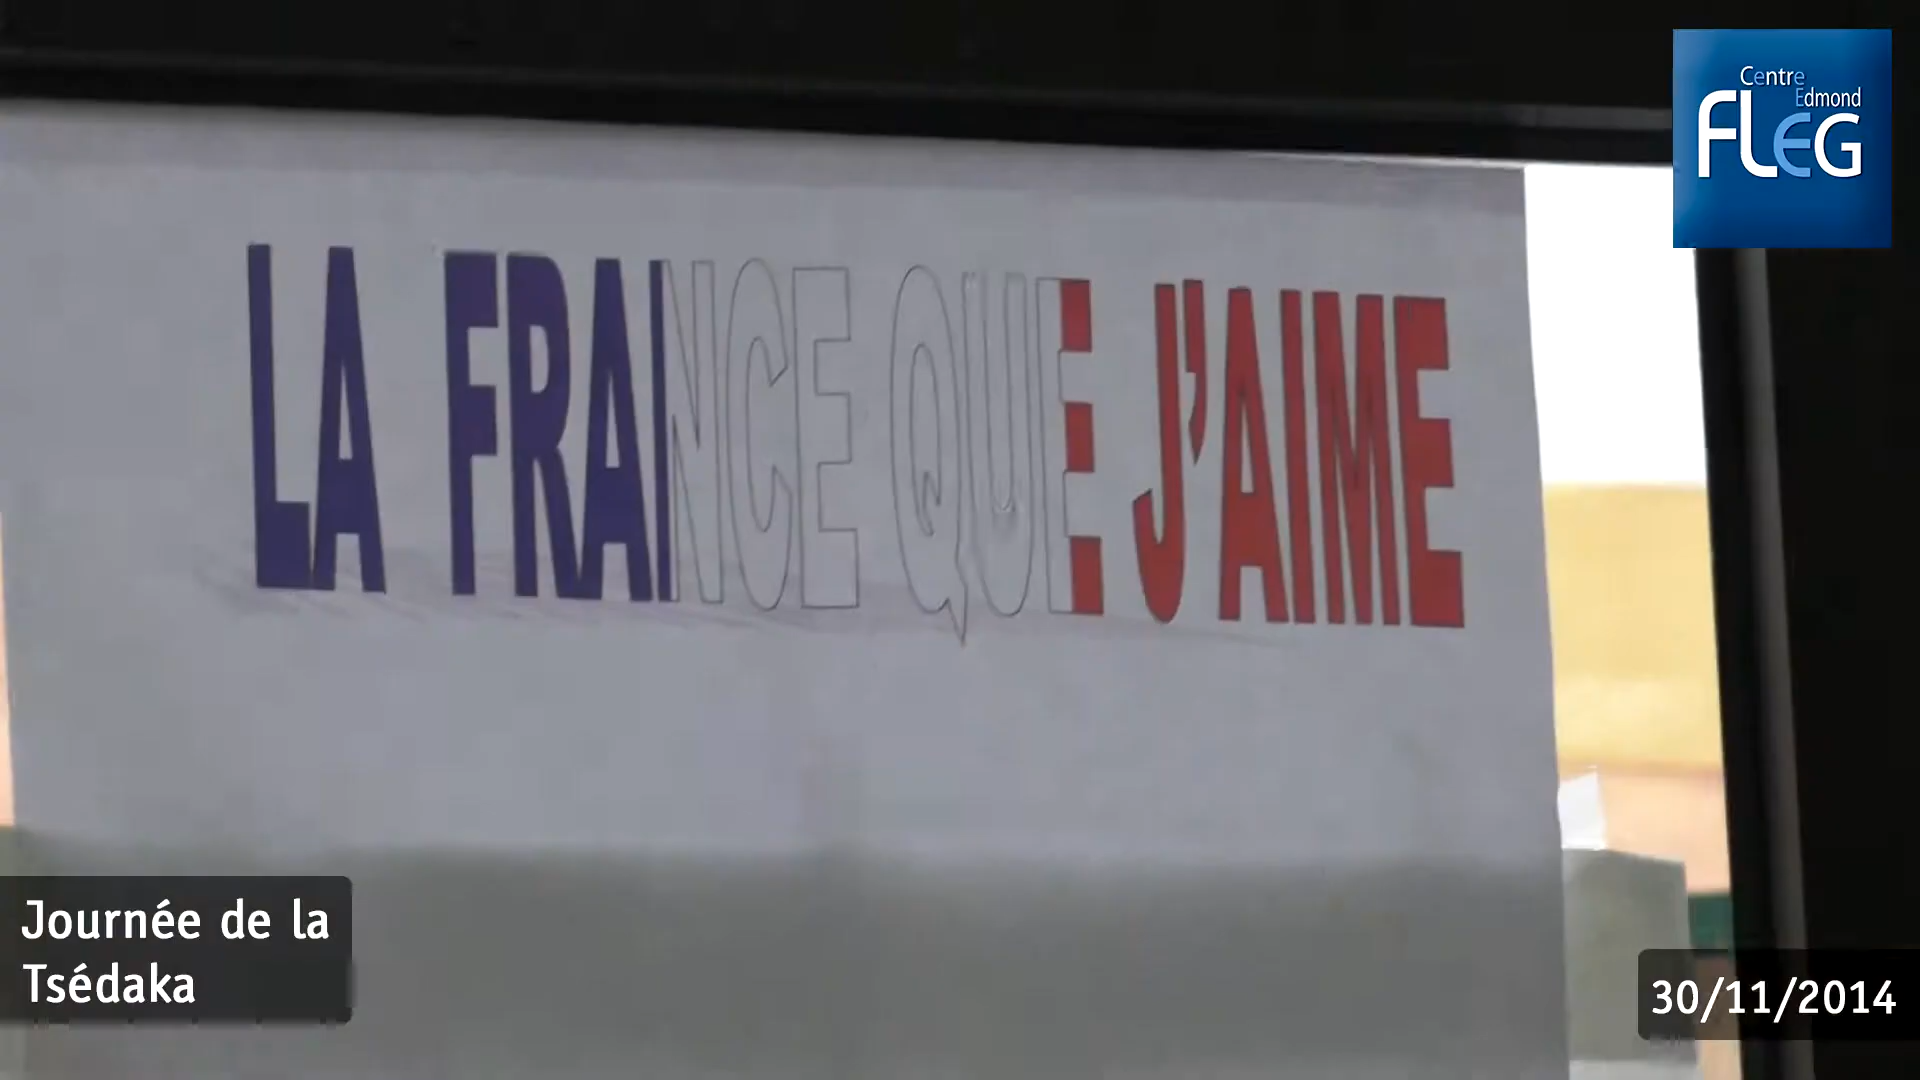 Centre
Edmond
FLEG
LA FRANCE QUE J'AIME
Journée de la
Tsédaka
30/11/2014